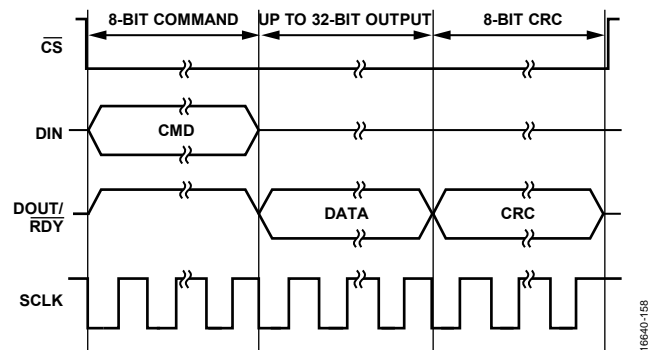 8-BIT COMMAND UP TO 32-BIT OUTPUT 8-BIT CRC
CS
DIN CMD
DOUT/
RDY DATA CRC
SCLK
16640-158